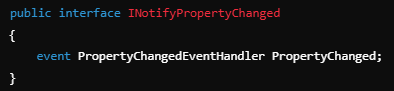 public interface INotifyPropertyChanged
{
event PropertyChangedEventHandler PropertyChanged;
}